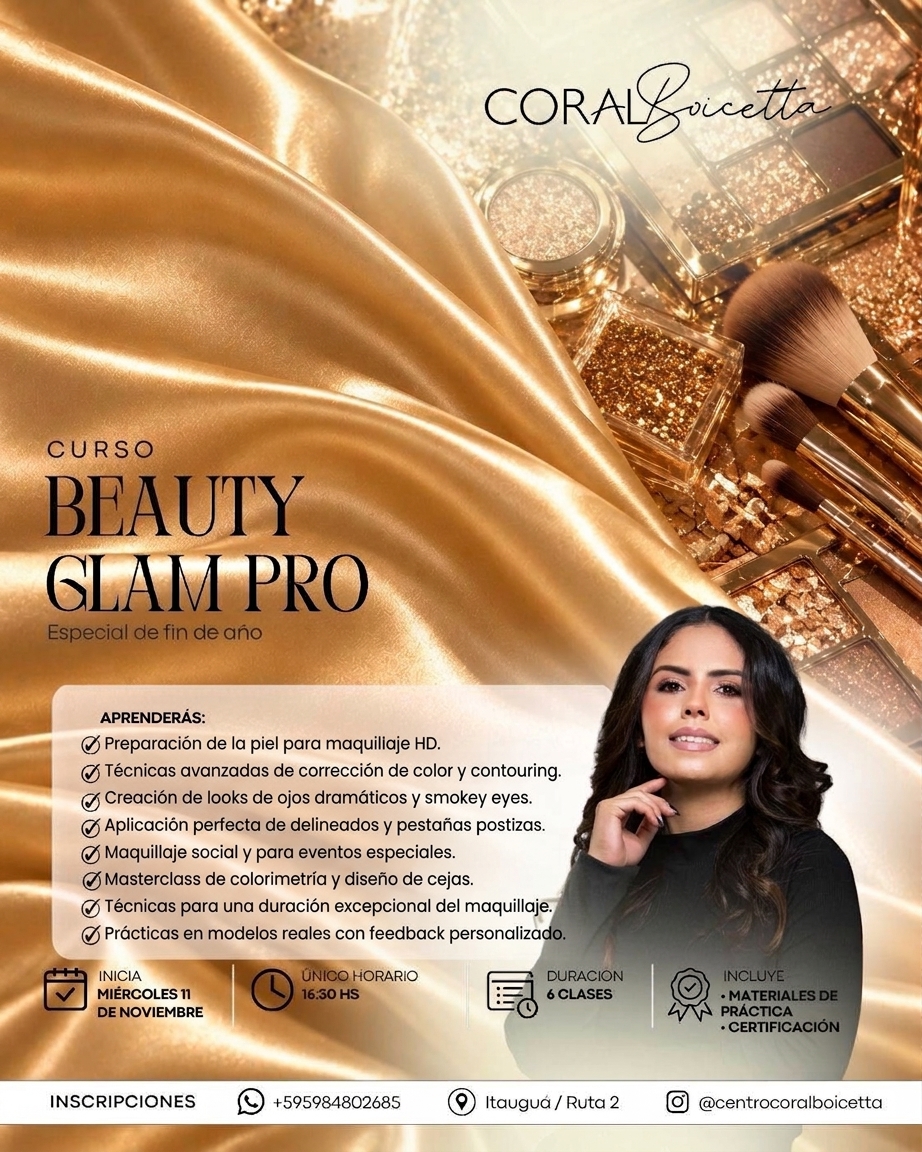 CORAL Boicetta
CURSO
BEAUTY
GLAM PRO
Especial de fin de año
APRENDERÁS:
Preparación de la piel para maquillaje HD.
Técnicas avanzadas de corrección de color y contouring.
Creación de looks de ojos dramáticos y smokey eyes.
Aplicación perfecta de delineados y pestañas postizas.
Maquillaje social y para eventos especiales.
Masterclass de colorimetría y diseño de cejas.
Técnicas para una duración excepcional del maquillaje.
Prácticas en modelos reales con feedback personalizado.
INICIA
MIÉRCOLES 11
DE NOVIEMBRE
ÚNICO HORARIO
16:30 HS
DURACIÓN
6 CLASES
INCLUYE
• MATERIALES DE
PRÁCTICA
• CERTIFICACIÓN
INSCRIPCIONES +595984802685 Itauguá / Ruta 2 @centrocoralboicetta